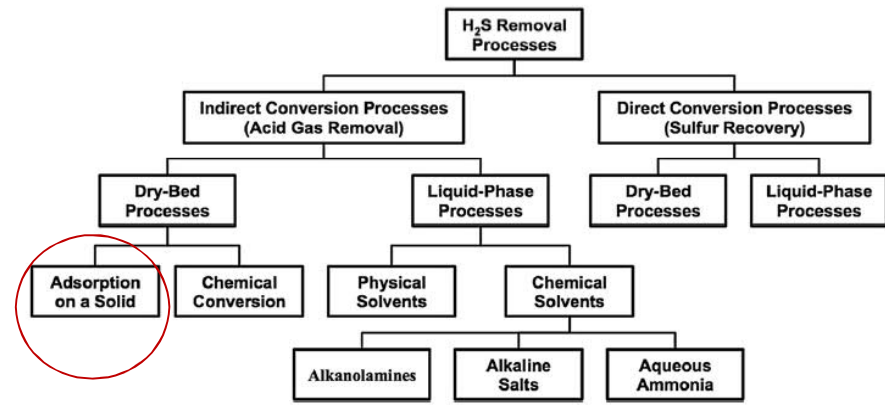 H₂S Removal
Processes
Indirect Conversion Processes
(Acid Gas Removal)
Direct Conversion Processes
(Sulfur Recovery)
Dry-Bed
Processes
Liquid-Phase
Processes
Dry-Bed
Processes
Liquid-Phase
Processes
Adsorption
on a Solid
Chemical
Conversion
Physical
Solvents
Chemical
Solvents
Alkanolamines
Alkaline
Salts
Aqueous
Ammonia